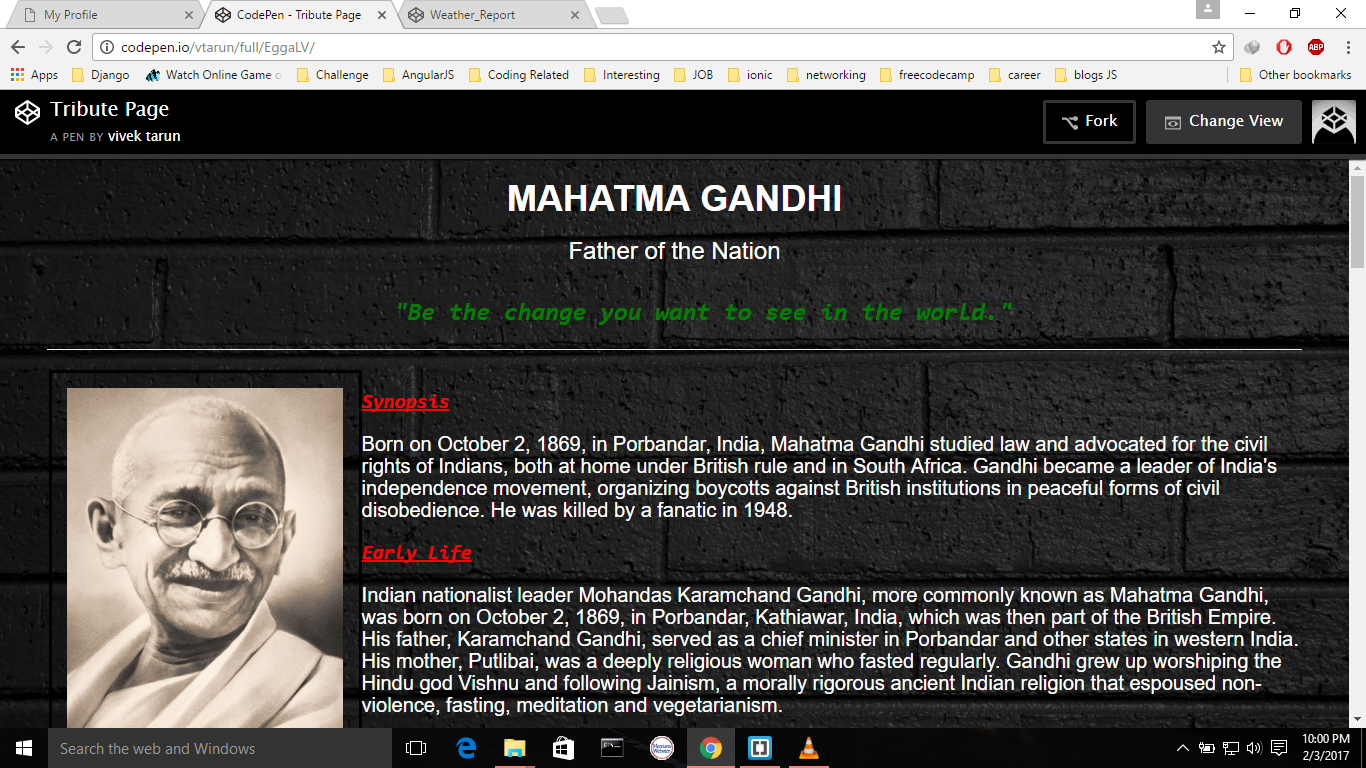 My Profile
CodePen - Tribute Page
Weather_Report
codepen.io/vtarun/full/EggaLV/
ABP
Apps
Django
Watch Online Game o
Challenge
AngularJS
Coding Related
Interesting
JOB
ionic
networking
freecodecamp
career
blogs JS
Other bookmarks
Tribute Page
A PEN BY vivek tarun
Fork
Change View
MAHATMA GANDHI
Father of the Nation
"Be the change you want to see in the world."
Synopsis
Born on October 2, 1869, in Porbandar, India, Mahatma Gandhi studied law and advocated for the civil
rights of Indians, both at home under British rule and in South Africa. Gandhi became a leader of India's
independence movement, organizing boycotts against British institutions in peaceful forms of civil
disobedience. He was killed by a fanatic in 1948.
Early Life
Indian nationalist leader Mohandas Karamchand Gandhi, more commonly known as Mahatma Gandhi,
was born on October 2, 1869, in Porbandar, Kathiawar, India, which was then part of the British Empire.
His father, Karamchand Gandhi, served as a chief minister in Porbandar and other states in western India.
His mother, Putlibai, was a deeply religious woman who fasted regularly. Gandhi grew up worshiping the
Hindu god Vishnu and following Jainism, a morally rigorous ancient Indian religion that espoused non-
violence, fasting, meditation and vegetarianism.
Search the web and Windows
Merriam
Webster
10:00 PM
2/3/2017